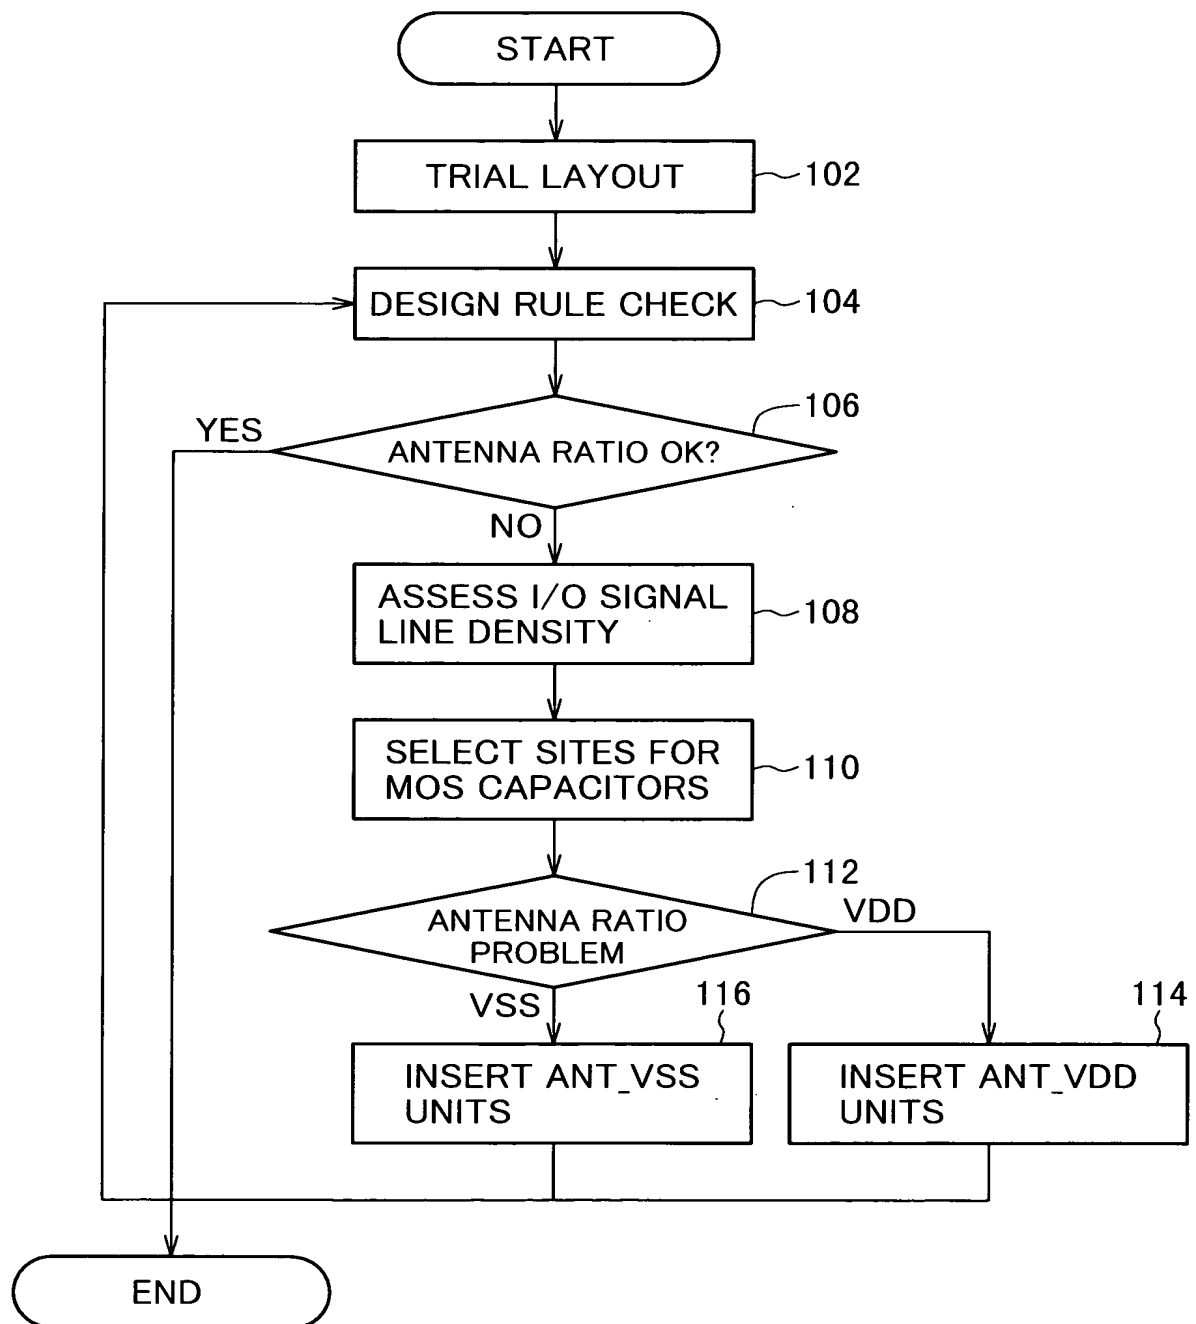 START
TRIAL LAYOUT
102
DESIGN RULE CHECK
104
106
YES
ANTENNA RATIO OK?
NO
ASSESS I/O SIGNAL
LINE DENSITY
108
SELECT SITES FOR
MOS CAPACITORS
110
112
ANTENNA RATIO
PROBLEM
VDD
VSS
116
114
INSERT ANT_VSS
UNITS
INSERT ANT_VDD
UNITS
END